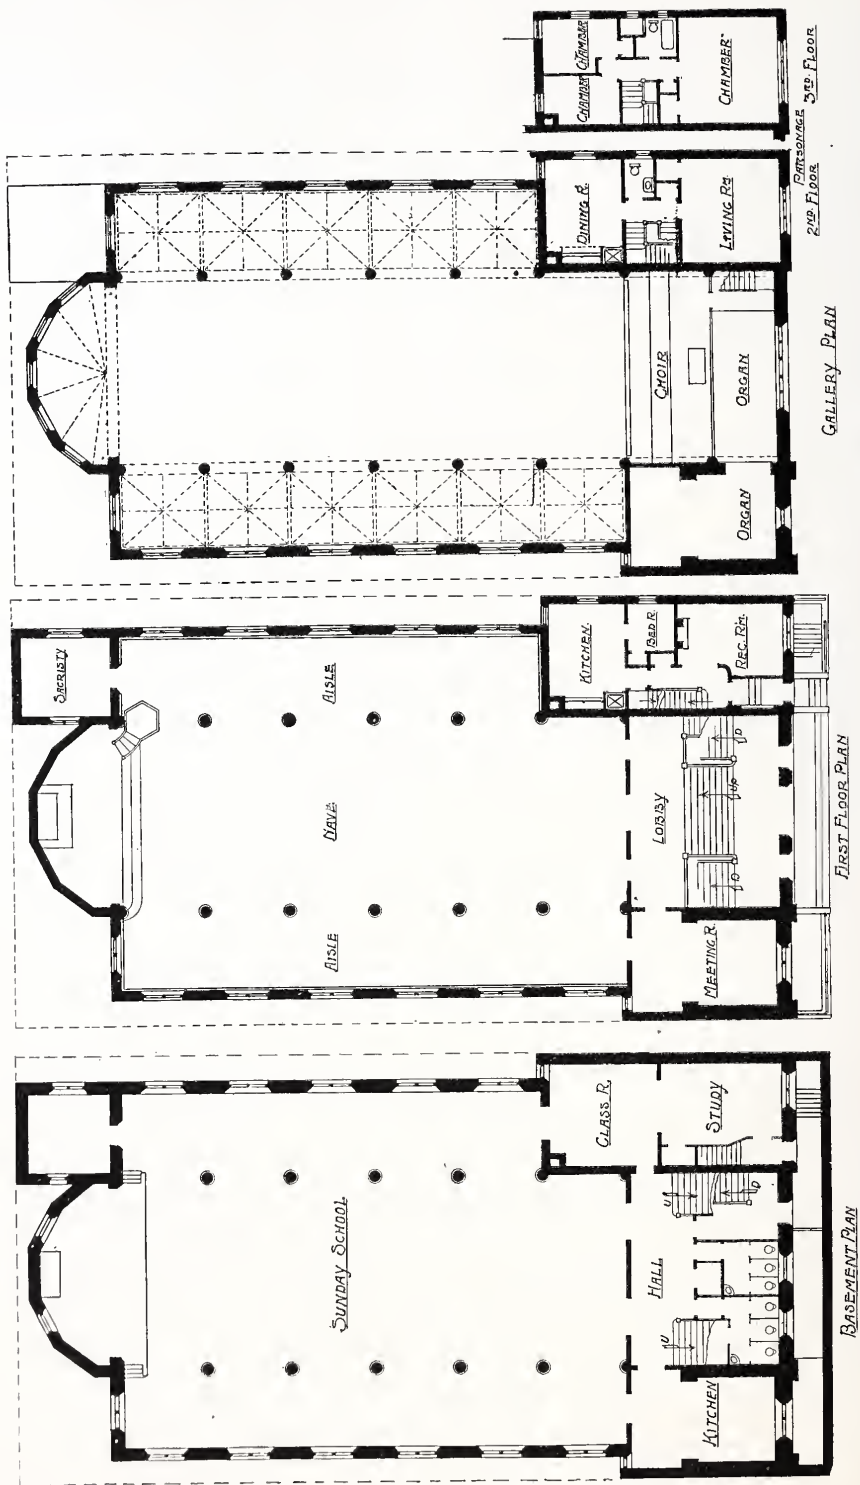 CHAMBER
CHAMBER
CHAMBER
3RD. FLOOR
PARSONAGE
2ND. FLOOR
DINING R.
LIVING RM.
CHOIR
ORGAN
ORGAN
GALLERY PLAN
SACRISTY
AISLE
NAVE
AISLE
KITCHEN
BED R.
REC. RM.
LOBBY
D
UP
D
MEETING R.
FIRST FLOOR PLAN
SUNDAY SCHOOL
CLASS R.
STUDY
HALL
U
D
U
KITCHEN
BASEMENT PLAN